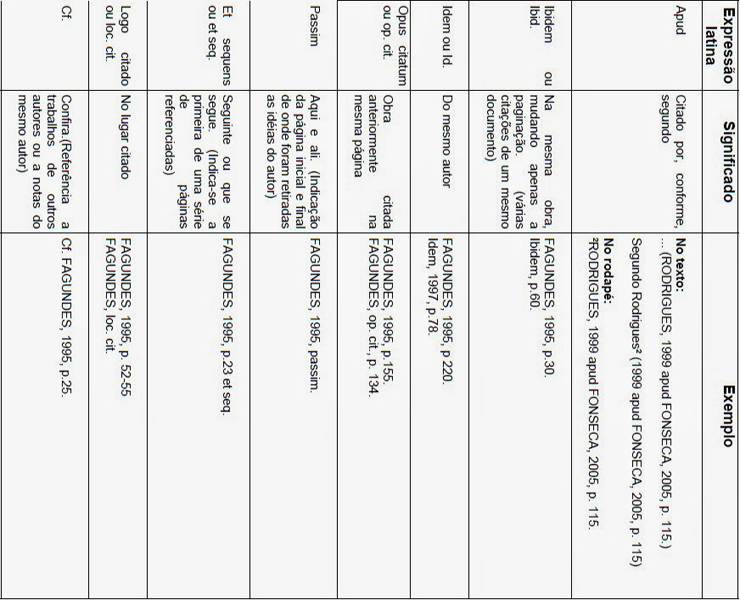 Expressão
latina
Significado
Exemplo
Apud
Citado por, conforme,
segundo
No texto:
... (RODRIGUES, 1999 apud FONSECA, 2005, p. 115.)
Segundo Rodrigues² (1999 apud FONSECA, 2005, p. 115)
No rodapé:
²RODRIGUES, 1999 apud FONSECA, 2005, p. 115.
Ibidem ou
Ibid.
Na mesma obra,
mudando apenas a
paginação. (várias
citações de um mesmo
documento)
FAGUNDES, 1995, p.30.
Ibidem, p.60.
Idem ou Id.
Do mesmo autor
FAGUNDES, 1995, p 220.
Idem, 1997, p.78.
Opus citatum
ou op. cit.
Obra citada
anteriormente na
mesma página
FAGUNDES, 1995, p.155.
FAGUNDES, op. cit., p. 134.
Passim
Aqui e ali. (Indicação
da página inicial e final
de onde foram retiradas
as idéias do autor)
FAGUNDES, 1995, passim.
Et sequens
ou et seq.
Seguinte ou que se
segue. (Indica-se a
primeira de uma série
de páginas
referenciadas)
FAGUNDES, 1995, p.23 et seq.
Logo citado
ou loc. cit.
No lugar citado
FAGUNDES, 1995, p. 52-55
FAGUNDES, loc. cit.
Cf.
Confira.(Referência a
trabalhos de outros
autores ou a notas do
mesmo autor)
Cf. FAGUNDES, 1995, p.25.